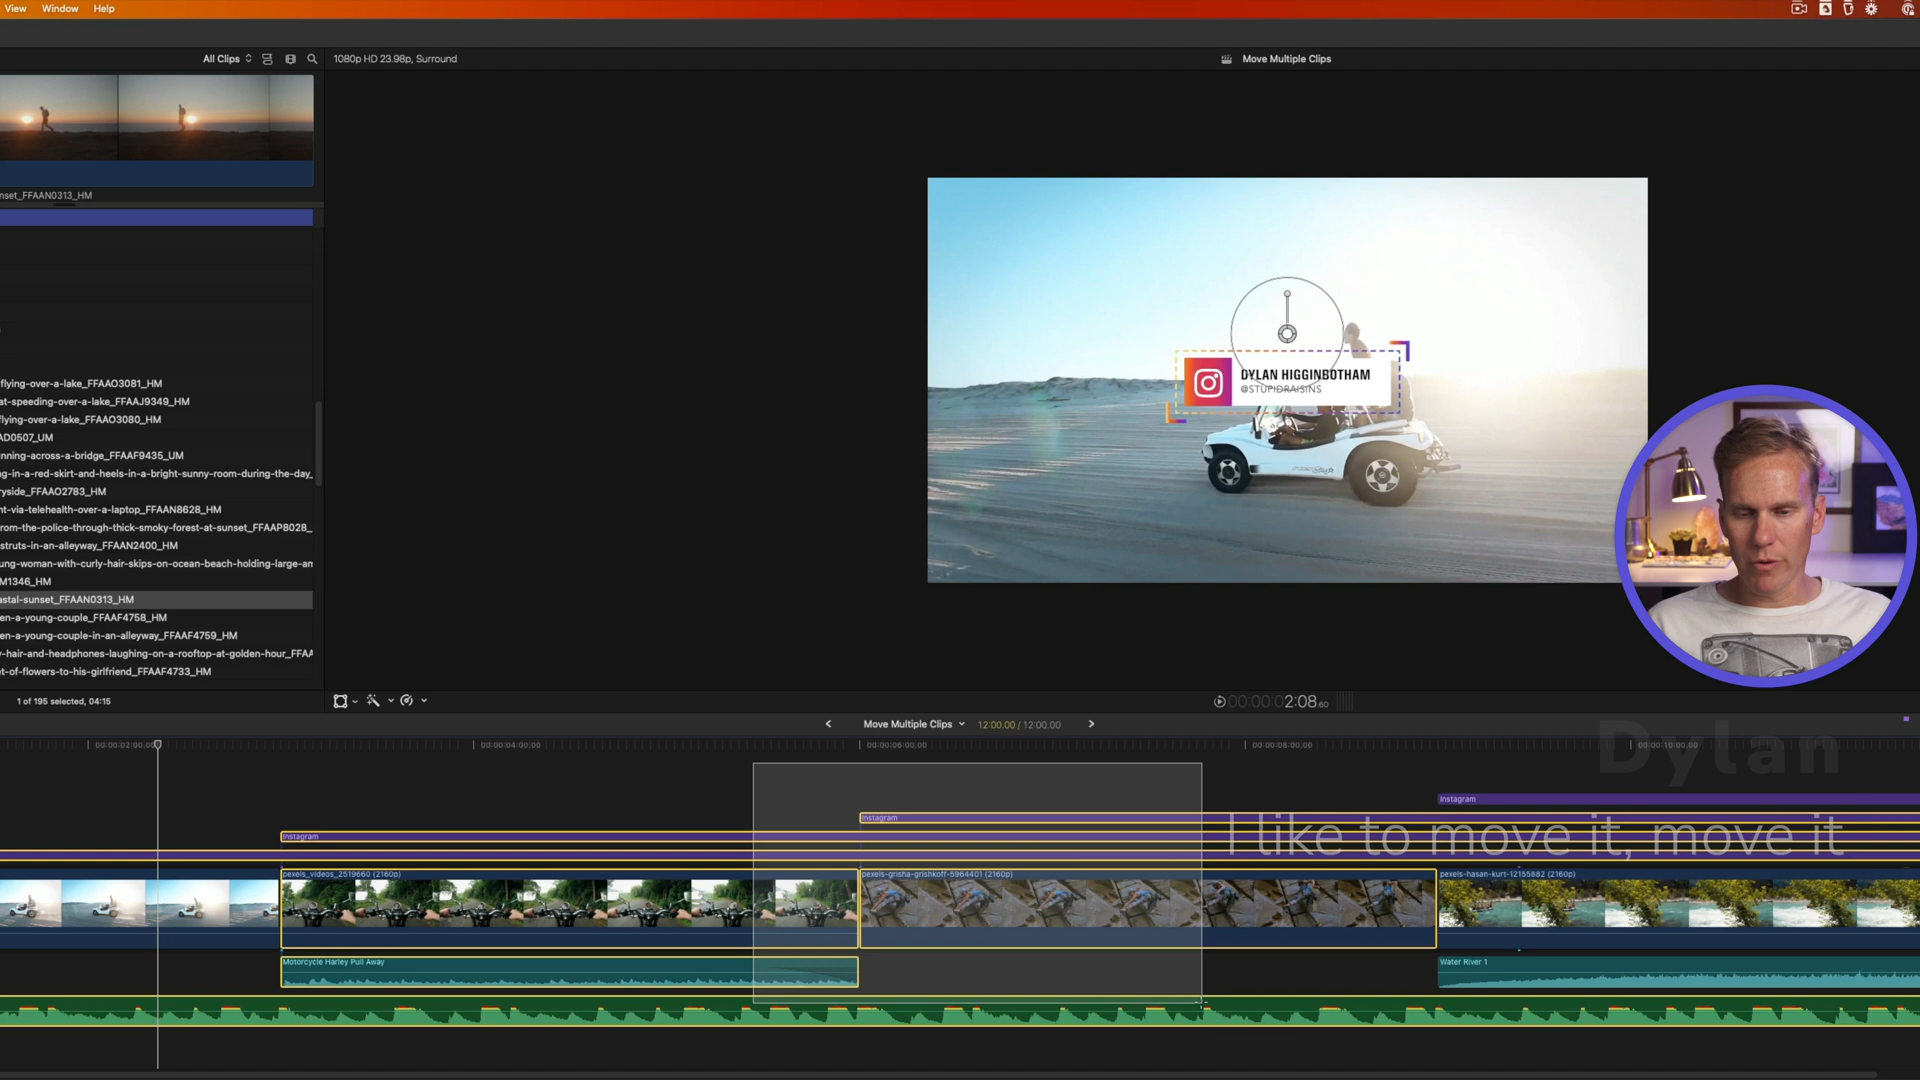 View Window Help
All Clips
1080p HD 23.98p, Surround
Move Multiple Clips
nset_FFAAN0313_HM
DYLAN HIGGINBOTHAM
@STUPIDRAISINS
flying-over-a-lake_FFAAO3081_HM
at-speeding-over-a-lake_FFAAJ9349_HM
flying-over-a-lake_FFAAO3080_HM
AD0507_UM
nning-across-a-bridge_FFAAF9435_UM
ng-in-a-red-skirt-and-heels-in-a-bright-sunny-room-during-the-day_
ryside_FFAAO2783_HM
nt-via-telehealth-over-a-laptop_FFAAN8628_HM
rom-the-police-through-thick-smoky-forest-at-sunset_FFAAP8028_
struts-in-an-alleyway_FFAAN2400_HM
ung-woman-with-curly-hair-skips-on-ocean-beach-holding-large-am
M1346_HM
astal-sunset_FFAAN0313_HM
en-a-young-couple_FFAAF4758_HM
en-a-young-couple-in-an-alleyway_FFAAF4759_HM
y-hair-and-headphones-laughing-on-a-rooftop-at-golden-hour_FFAA
et-of-flowers-to-his-girlfriend_FFAAF4733_HM
1 of 195 selected, 04:15
00:00:02:08.60
Move Multiple Clips 12:00.00 / 12:00.00
00:00:02:00.00 00:00:04:00.00 00:00:06:00.00 00:00:08:00.00 00:00:10:00.00
Dylan
Instagram
Instagram
Instagram
I like to move it, move it
pexels_videos_2519660 (2160p)
pexels-grisha-grishkoff-5964401 (2160p)
pexels-hasan-kurt-12155882 (2160p)
Motorcycle Harley Pull Away
Water River 1